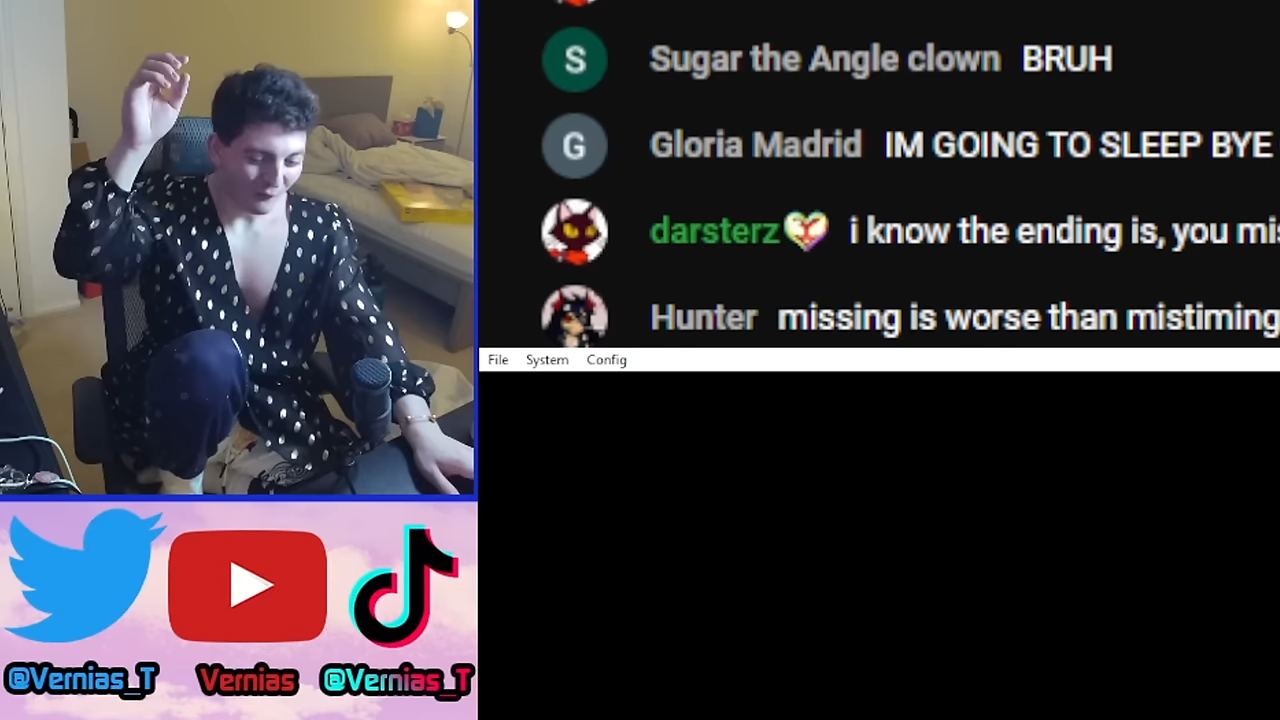 S Sugar the Angle clown BRUH
G Gloria Madrid IM GOING TO SLEEP BYE
darsterz i know the ending is, you
Hunter missing is worse than mistiming
File System Config
@Vernias_T Vernias @Vernias_T